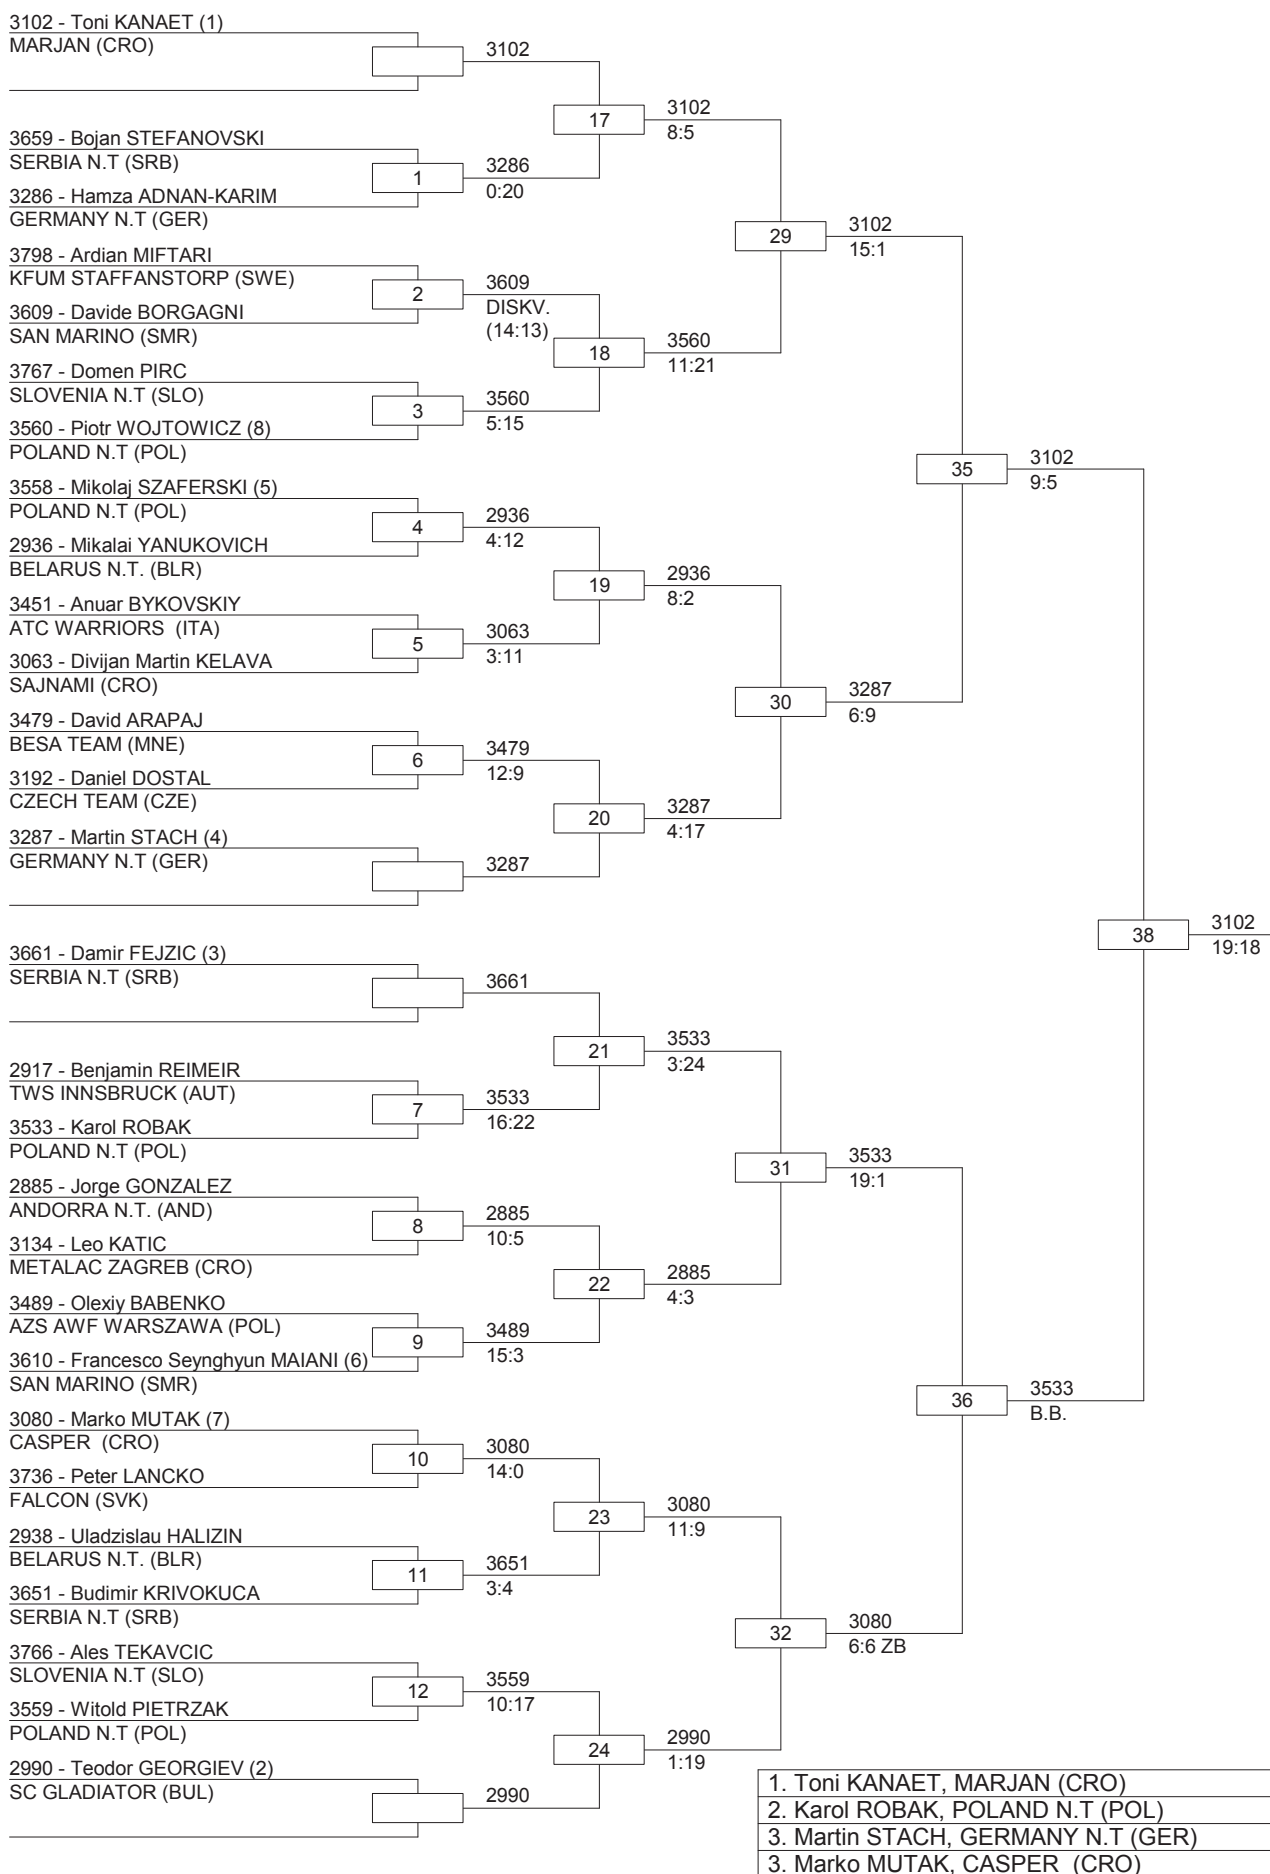 3102 - Toni KANAET (1)
MARJAN (CRO)
3659 - Bojan STEFANOVSKI
SERBIA N.T (SRB)
3286 - Hamza ADNAN-KARIM
GERMANY N.T (GER)
3798 - Ardian MIFTARI
KFUM STAFFANSTORP (SWE)
3609 - Davide BORGAGNI
SAN MARINO (SMR)
3767 - Domen PIRC
SLOVENIA N.T (SLO)
3560 - Piotr WOJTOWICZ (8)
POLAND N.T (POL)
3558 - Mikolaj SZAFERSKI (5)
POLAND N.T (POL)
2936 - Mikalai YANUKOVICH
BELARUS N.T. (BLR)
3451 - Anuar BYKOVSKIY
ATC WARRIORS  (ITA)
3063 - Divijan Martin KELAVA
SAJNAMI (CRO)
3479 - David ARAPAJ
BESA TEAM (MNE)
3192 - Daniel DOSTAL
CZECH TEAM (CZE)
3287 - Martin STACH (4)
GERMANY N.T (GER)
3661 - Damir FEJZIC (3)
SERBIA N.T (SRB)
2917 - Benjamin REIMEIR
TWS INNSBRUCK (AUT)
3533 - Karol ROBAK
POLAND N.T (POL)
2885 - Jorge GONZALEZ
ANDORRA N.T. (AND)
3134 - Leo KATIC
METALAC ZAGREB (CRO)
3489 - Olexiy BABENKO
AZS AWF WARSZAWA (POL)
3610 - Francesco Seynghyun MAIANI (6)
SAN MARINO (SMR)
3080 - Marko MUTAK (7)
CASPER  (CRO)
3736 - Peter LANCKO
FALCON (SVK)
2938 - Uladzislau HALIZIN
BELARUS N.T. (BLR)
3651 - Budimir KRIVOKUCA
SERBIA N.T (SRB)
3766 - Ales TEKAVCIC
SLOVENIA N.T (SLO)
3559 - Witold PIETRZAK
POLAND N.T (POL)
2990 - Teodor GEORGIEV (2)
SC GLADIATOR (BUL)
1
2
3
4
5
6
7
8
9
10
11
12
3102
3286
0:20
3609
DISKV.
(14:13)
3560
5:15
2936
4:12
3063
3:11
3479
12:9
3287
3661
3533
16:22
2885
10:5
3489
15:3
3080
14:0
3651
3:4
3559
10:17
2990
17
18
19
20
21
22
23
24
3102
8:5
3560
11:21
2936
8:2
3287
4:17
3533
3:24
2885
4:3
3080
11:9
2990
1:19
29
30
31
32
3102
15:1
3287
6:9
3533
19:1
3080
6:6 ZB
35
36
3102
9:5
3533
B.B.
38
3102
19:18
1. Toni KANAET, MARJAN (CRO)
2. Karol ROBAK, POLAND N.T (POL)
3. Martin STACH, GERMANY N.T (GER)
3. Marko MUTAK, CASPER  (CRO)